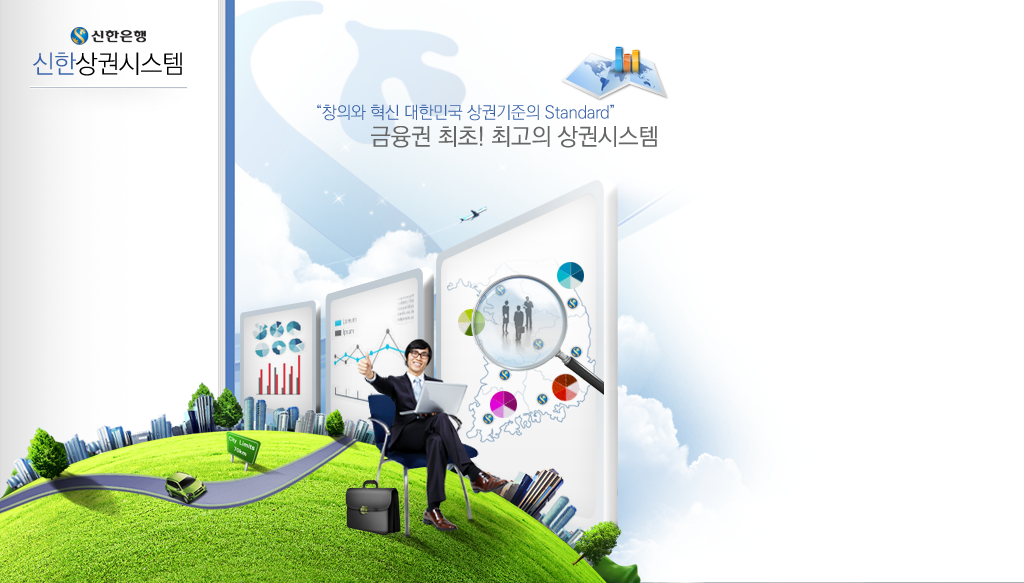 신한은행
신한상권시스템
“창의와 혁신 대한민국 상권기준의 Standard”
금융권 최초! 최고의 상권시스템
City Limits